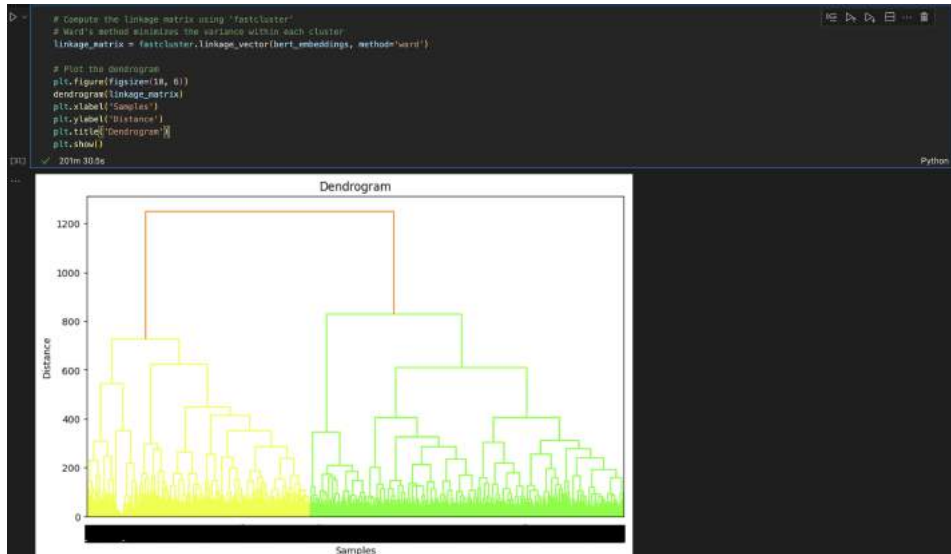 # Compute the linkage matrix using 'fastcluster'
# Ward's method minimizes the variance within each cluster
linkage_matrix = fastcluster.linkage_vector(bert_embeddings, method='ward')
# Plot the dendrogram
plt.figure(figsize=(10, 6))
dendrogram(linkage_matrix)
plt.xlabel('Samples')
plt.ylabel('Distance')
plt.title('Dendrogram')
plt.show()
[31]
201m 30.5s
Python
Dendrogram
1200
1000
800
600
400
200
0
Distance
Samples